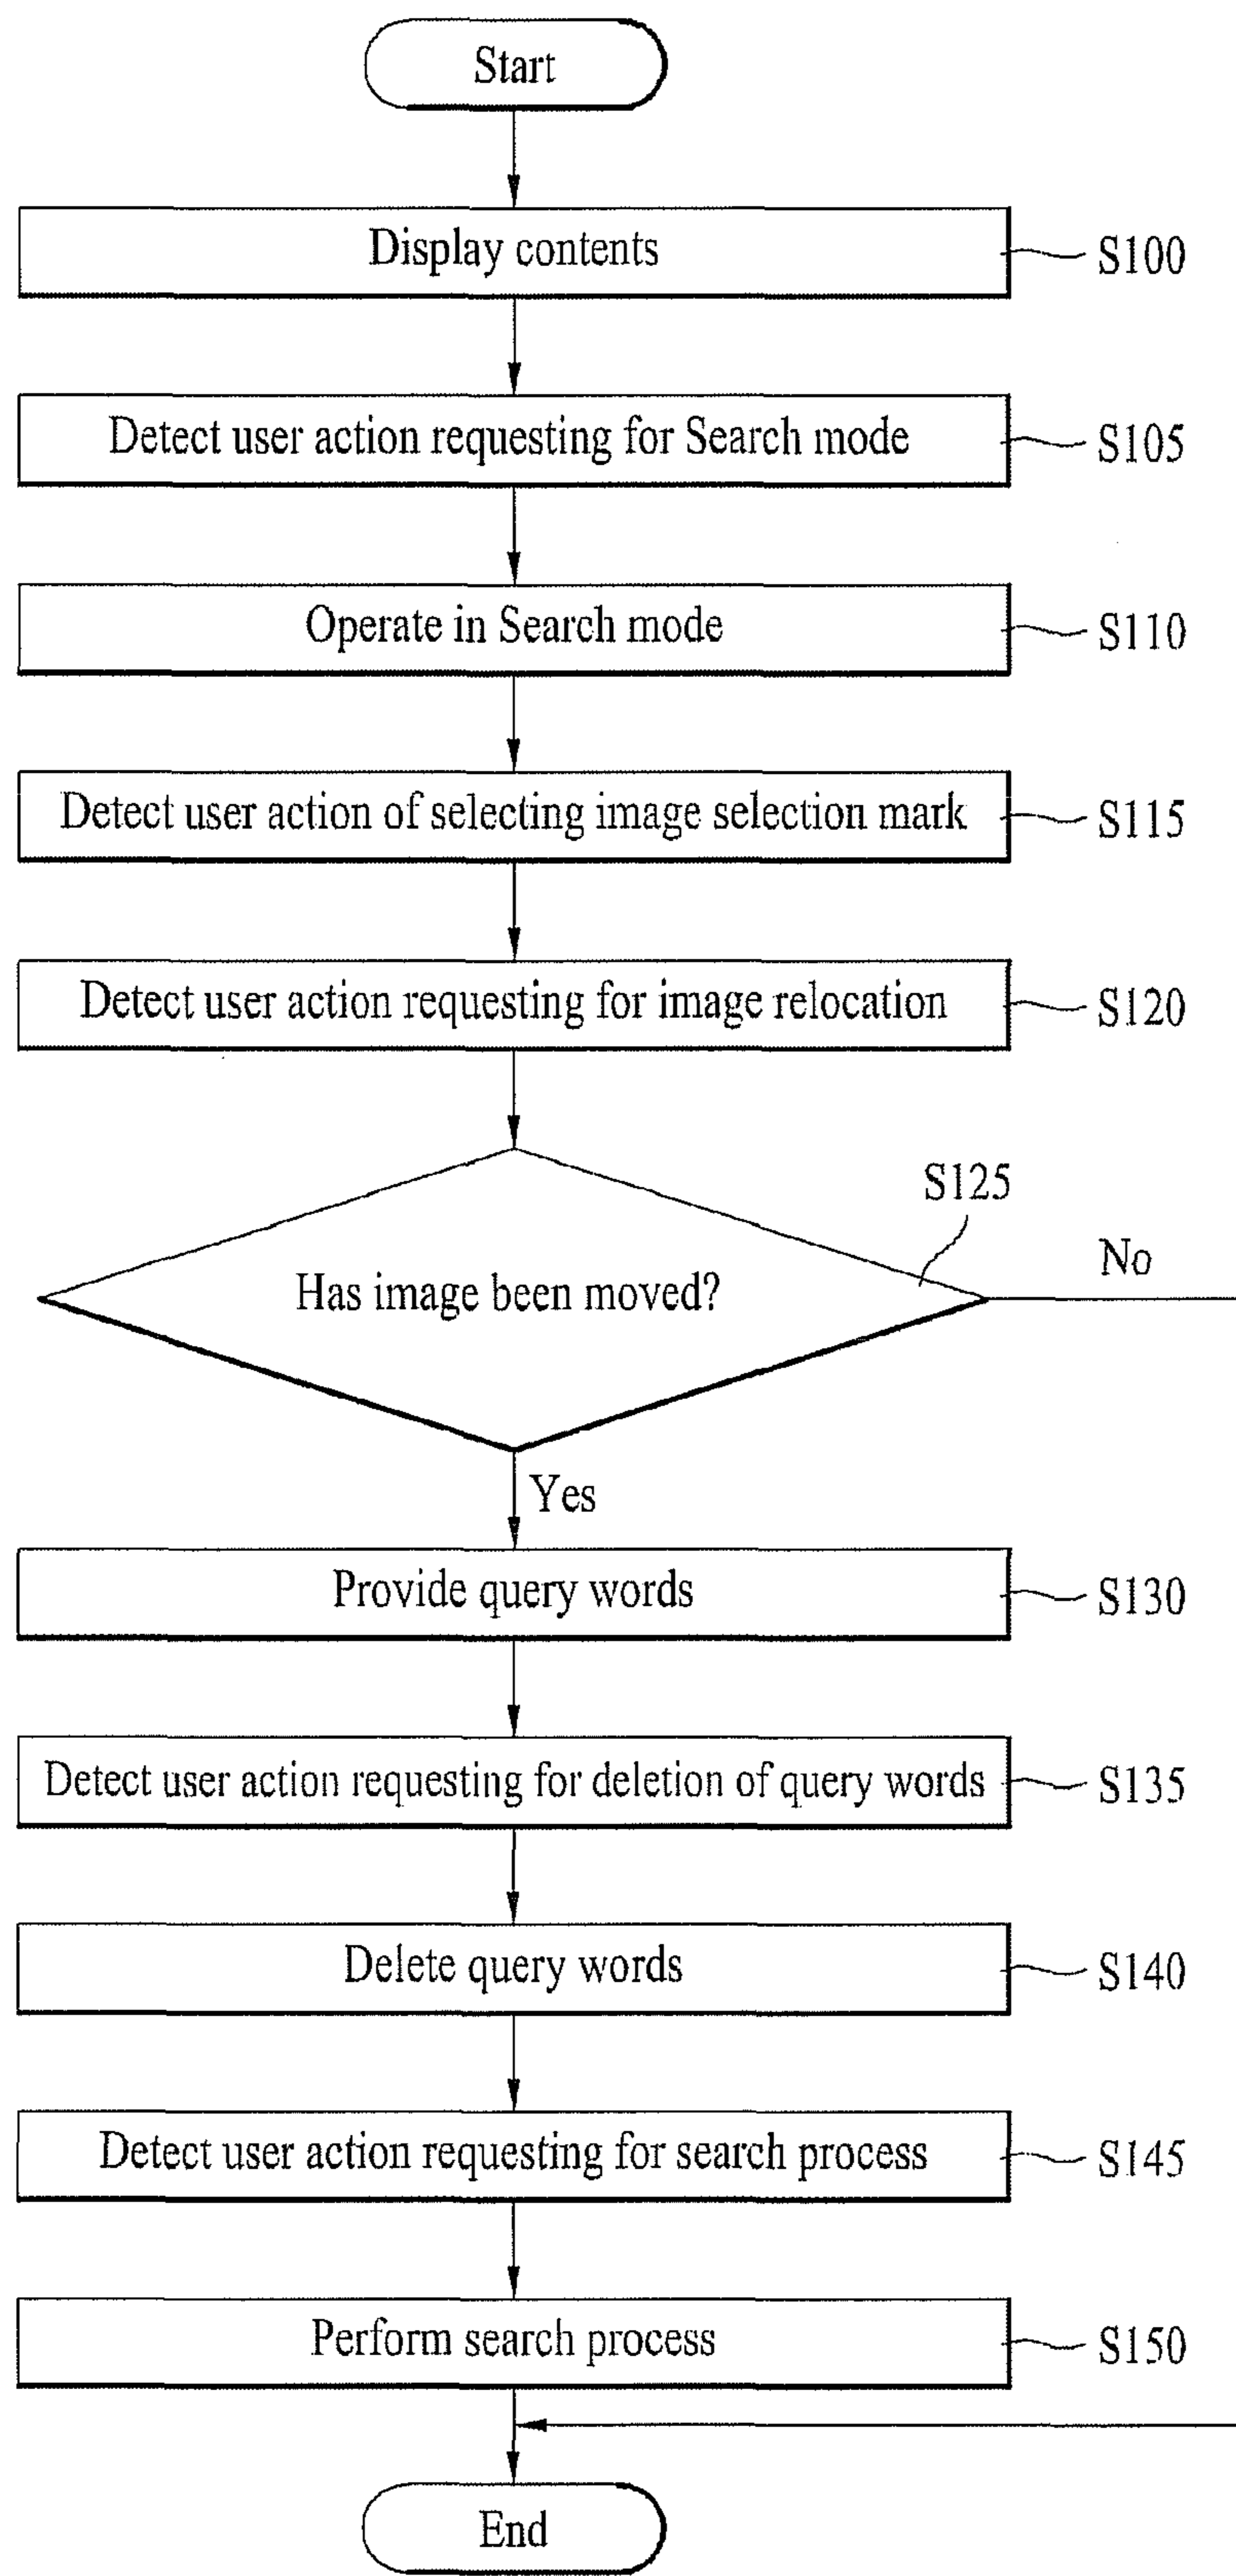 Start
Display contents
S100
Detect user action requesting for Search mode
S105
Operate in Search mode
S110
Detect user action of selecting image selection mark
S115
Detect user action requesting for image relocation
S120
S125
Has image been moved?
No
Yes
Provide query words
S130
Detect user action requesting for deletion of query words
S135
Delete query words
S140
Detect user action requesting for search process
S145
Perform search process
S150
End